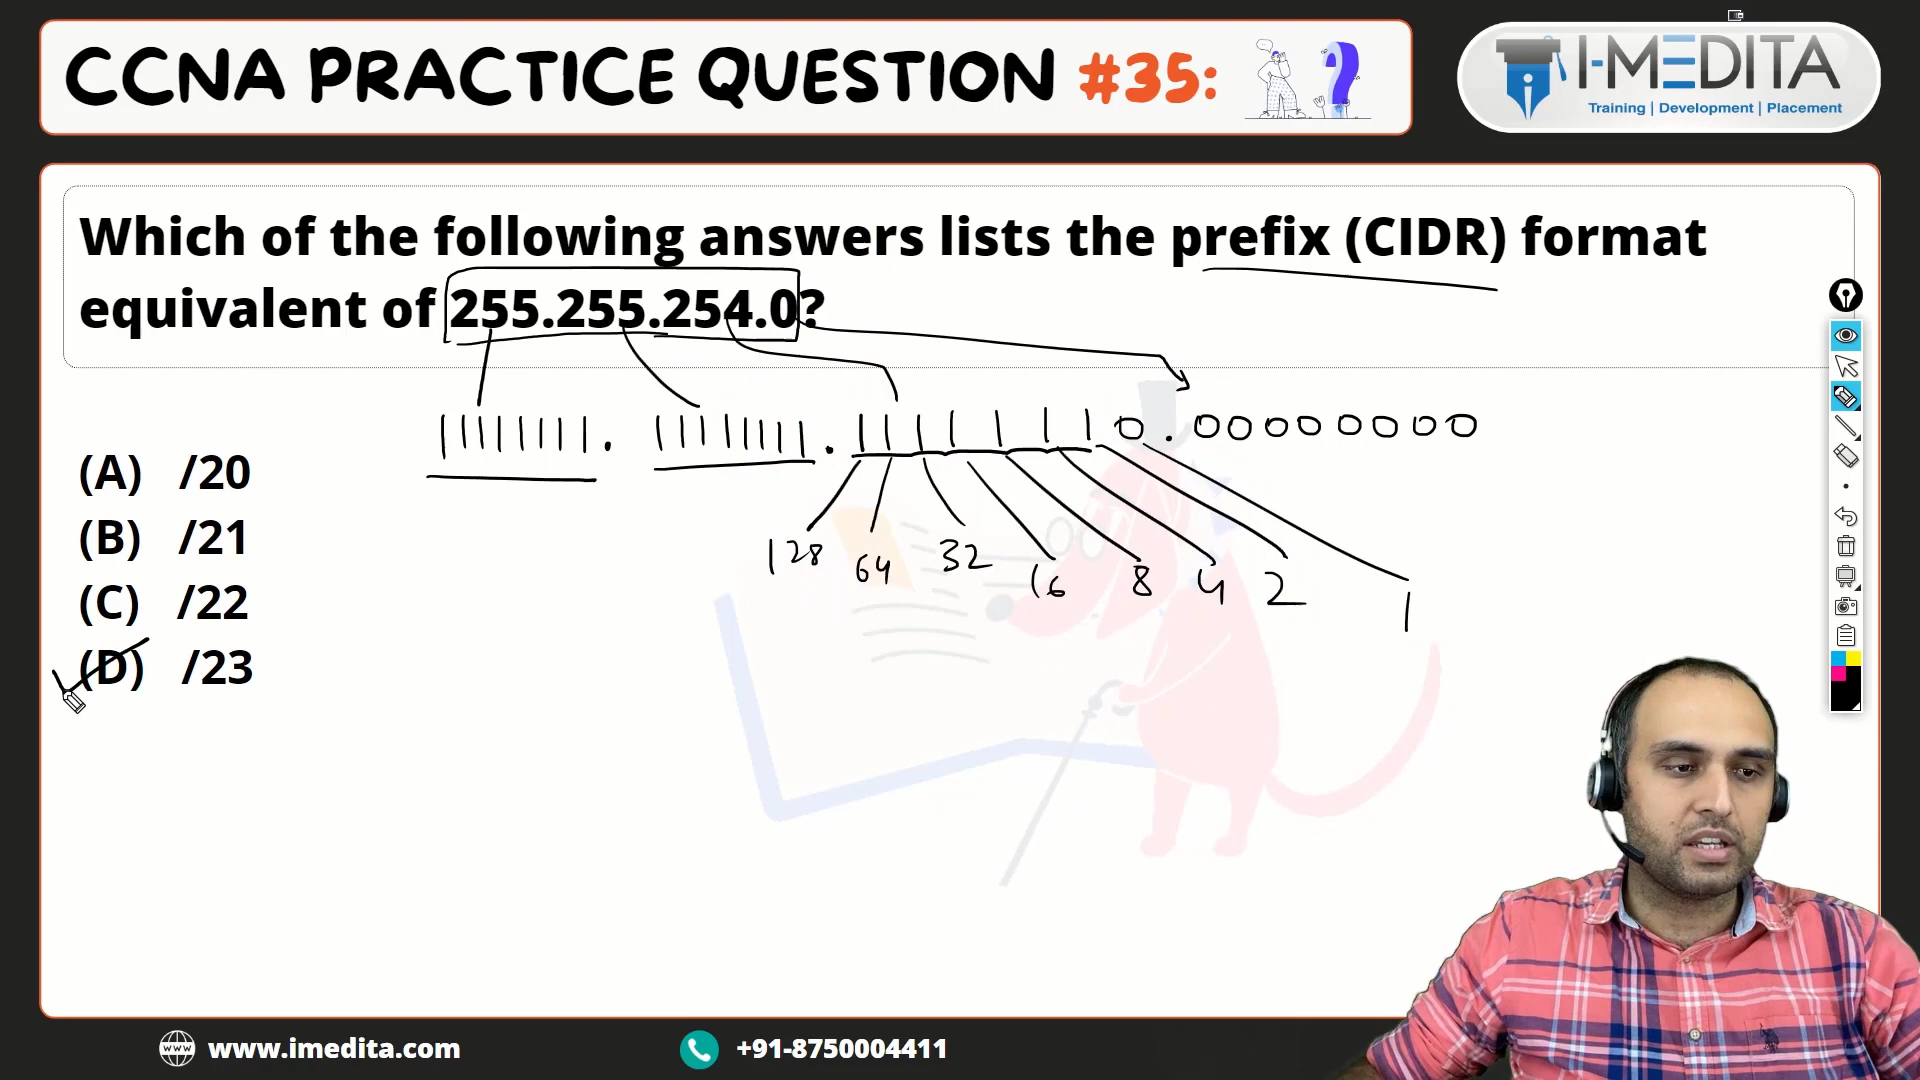 CCNA PRACTICE QUESTION #35:
I-MEDITA
Training | Development | Placement
Which of the following answers lists the prefix (CIDR) format
equivalent of 255.255.254.0?
11111111.11111111.11111110.00000000
(A) /20
(B) /21
(C) /22
(D) /23
128 64 32 16 8 4 2 1
www.imedita.com
+91-8750004411